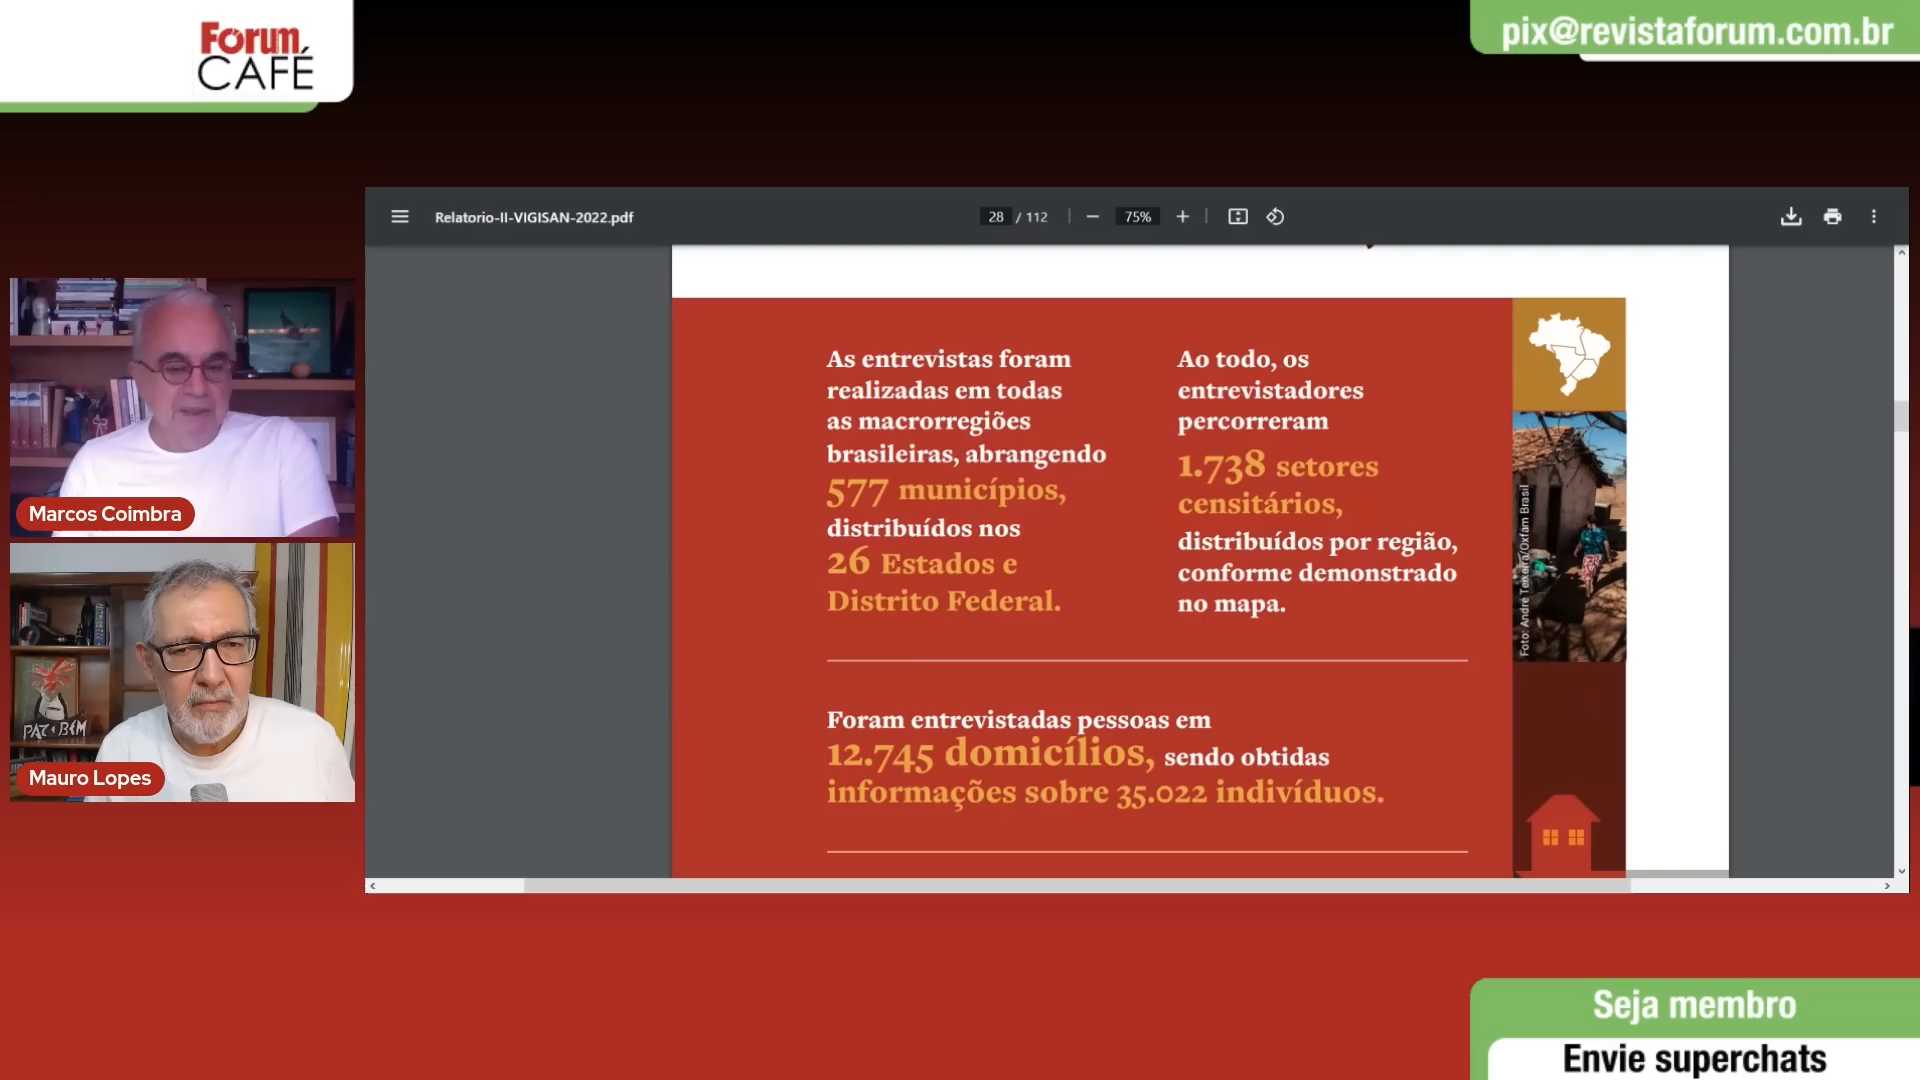 Forum
CAFÉ
pix@revistaforum.com.br
Relatorio-II-VIGISAN-2022.pdf
28 / 112
75%
As entrevistas foram
realizadas em todas
as macrorregiões
brasileiras, abrangendo
577 municípios,
distribuídos nos
26 Estados e
Distrito Federal.
Ao todo, os
entrevistadores
percorreram
1.738 setores
censitários,
distribuídos por região,
conforme demonstrado
no mapa.
Foto: André Teixeira/Oxfam Brasil
Foram entrevistadas pessoas em
12.745 domicílios, sendo obtidas
informações sobre 35.022 indivíduos.
Marcos Coimbra
PAZ E BEM
Mauro Lopes
Seja membro
Envie superchats